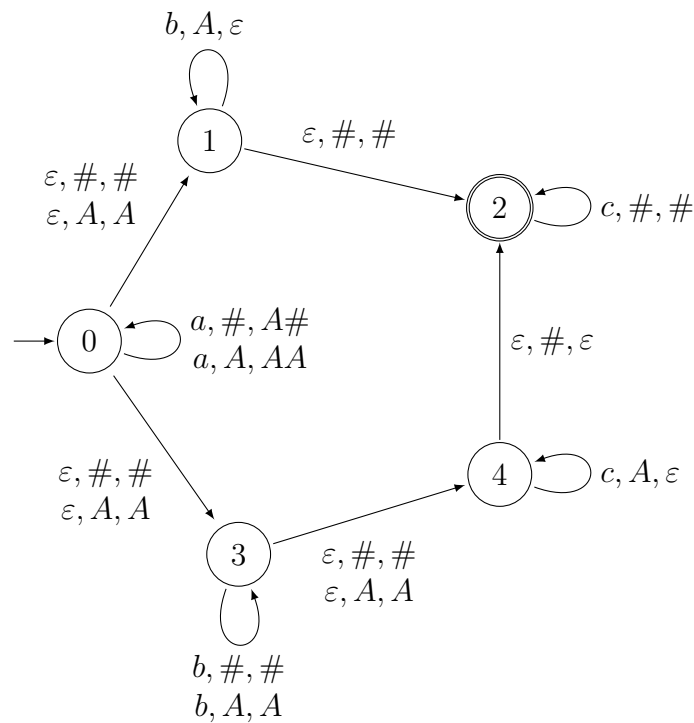 b, A, ε
1
ε, #, #
ε, #, #
ε, A, A
2
c, #, #
0
a, #, A#
a, A, AA
ε, #, ε
ε, #, #
ε, A, A
4
c, A, ε
3
ε, #, #
ε, A, A
b, #, #
b, A, A